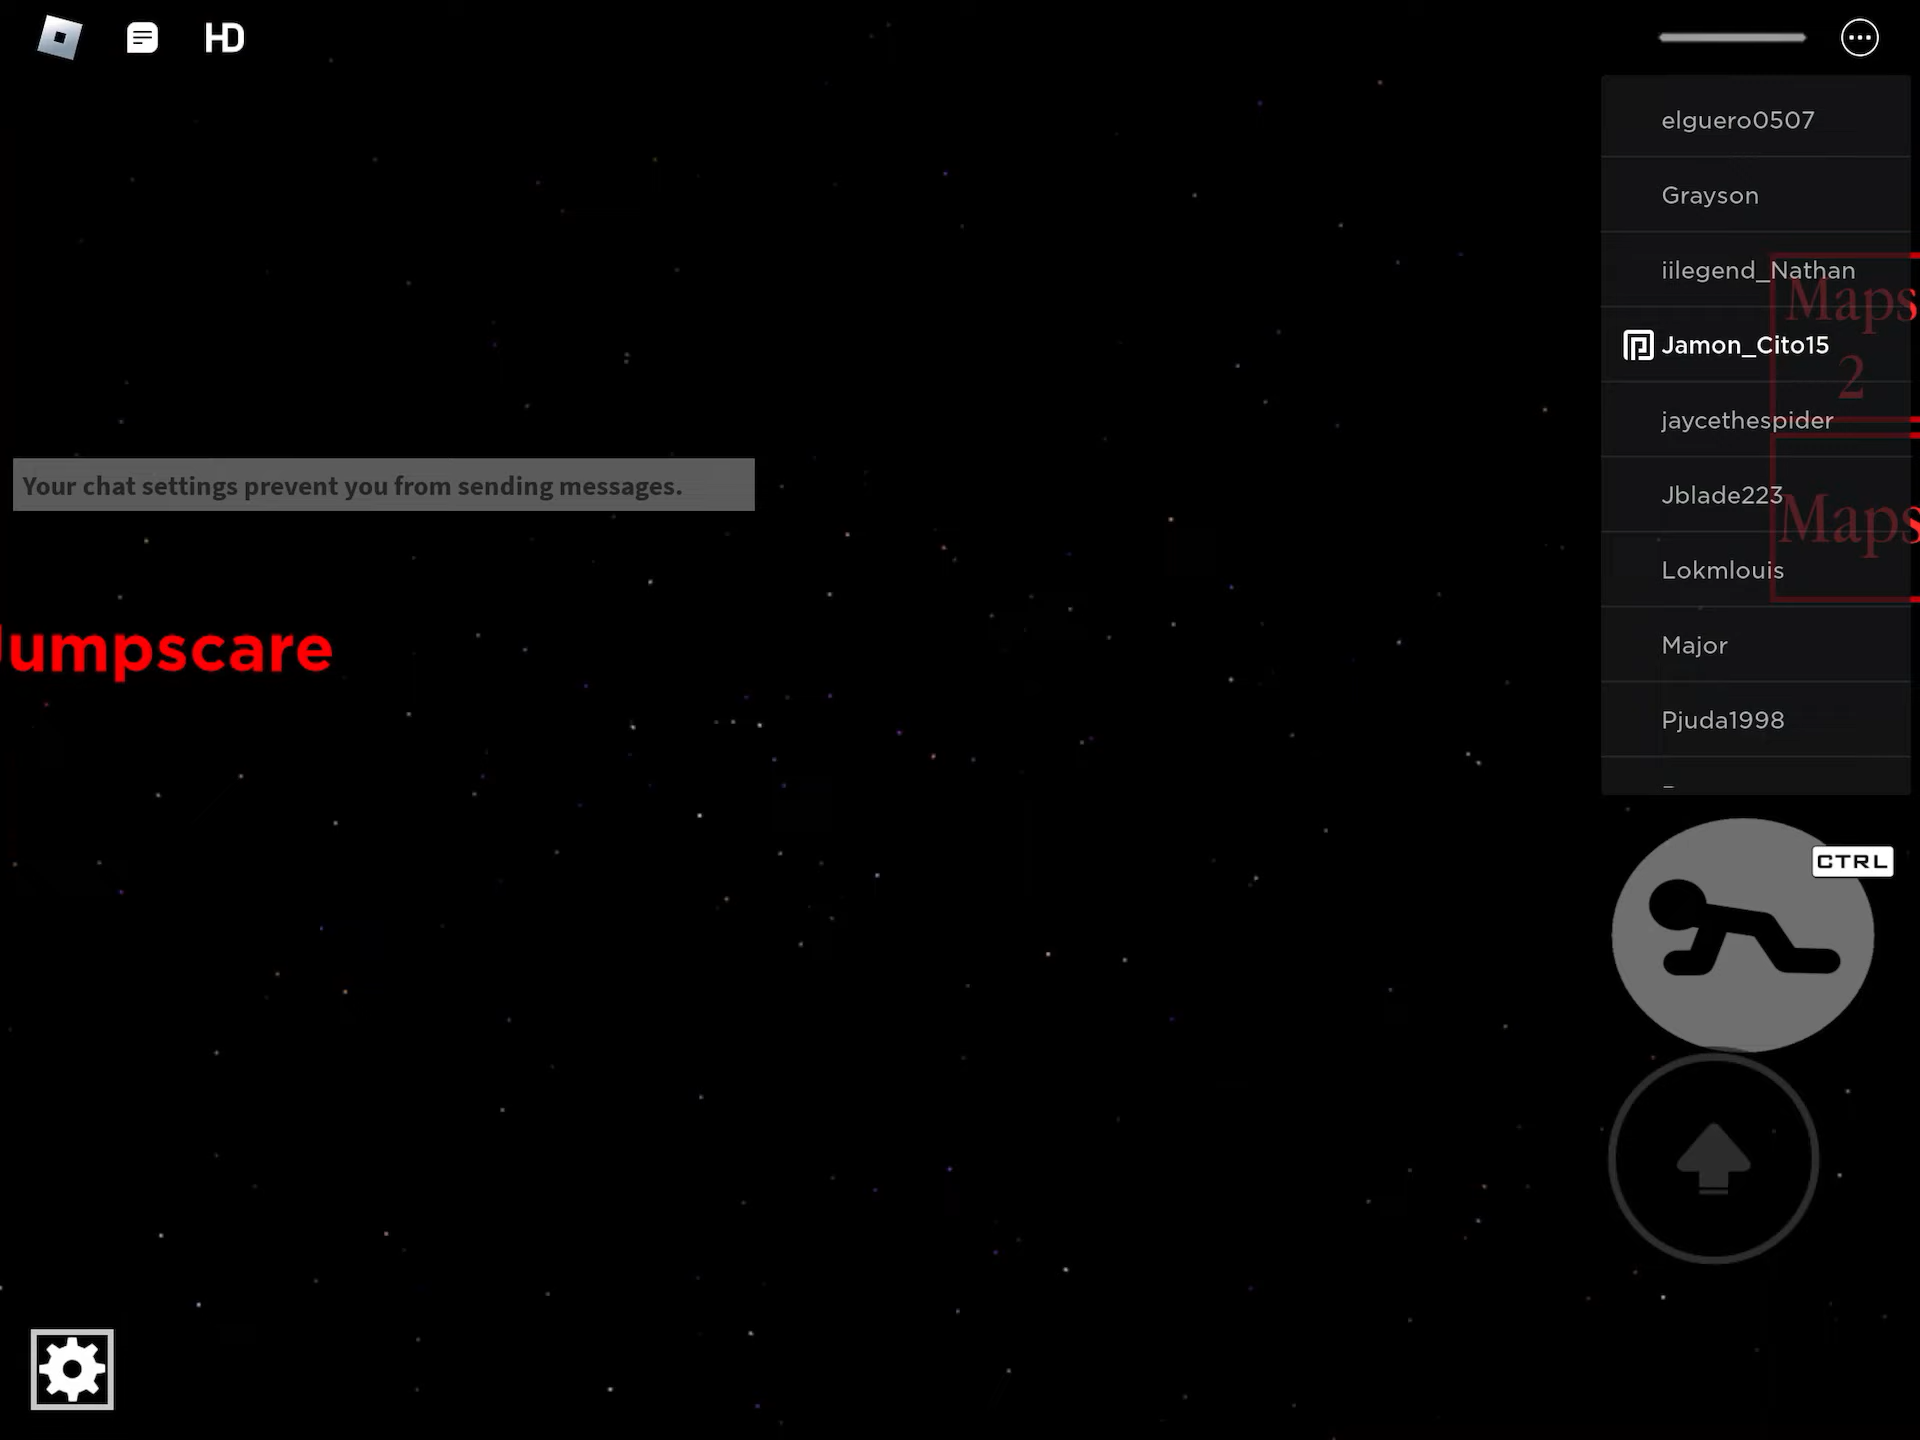 HD
elguero0507
Grayson
iilegend_Nathan
Maps
2
Jamon_Cito15
jaycethespider
Your chat settings prevent you from sending messages.
Jblade223
Maps
Lokmlouis
Jumpscare
Major
Pjuda1998
CTRL